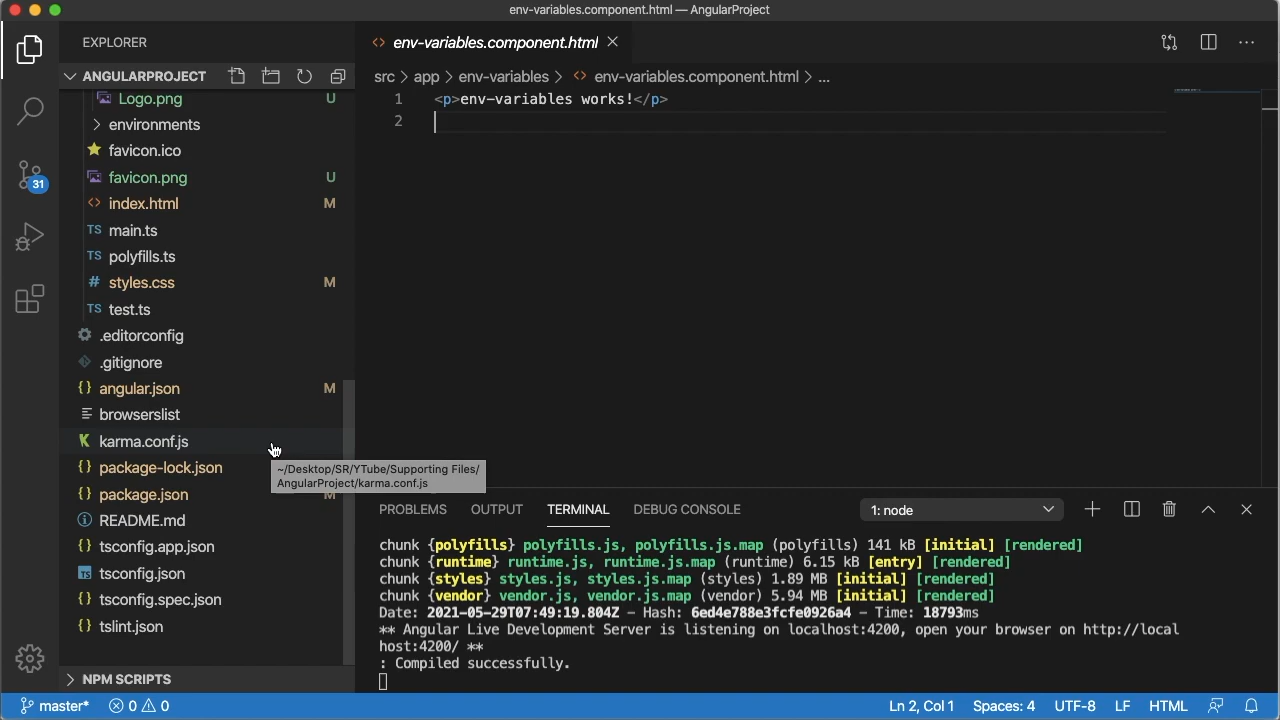 env-variables.component.html — AngularProject
EXPLORER
ANGULARPROJECT
Logo.png U
environments
favicon.ico
favicon.png U
index.html M
TS main.ts
TS polyfills.ts
# styles.css M
TS test.ts
.editorconfig
.gitignore
{} angular.json M
browserslist
K karma.conf.js
{} package-lock.json
{} package.json M
README.md
{} tsconfig.app.json
TS tsconfig.json
{} tsconfig.spec.json
{} tslint.json
NPM SCRIPTS
31
~/Desktop/SR/YTube/Supporting Files/
AngularProject/karma.conf.js
<> env-variables.component.html
src > app > env-variables > <> env-variables.component.html > ...
1 <p>env-variables works!</p>
2
PROBLEMS OUTPUT TERMINAL DEBUG CONSOLE 1: node
chunk {polyfills} polyfills.js, polyfills.js.map (polyfills) 141 kB [initial] [rendered]
chunk {runtime} runtime.js, runtime.js.map (runtime) 6.15 kB [entry] [rendered]
chunk {styles} styles.js, styles.js.map (styles) 1.89 MB [initial] [rendered]
chunk {vendor} vendor.js, vendor.js.map (vendor) 5.94 MB [initial] [rendered]
Date: 2021-05-29T07:49:19.804Z - Hash: 6ed4e788e3fcfe0926a4 - Time: 18793ms
** Angular Live Development Server is listening on localhost:4200, open your browser on http://local
host:4200/ **
: Compiled successfully.
master* 0 0 Ln 2, Col 1 Spaces: 4 UTF-8 LF HTML